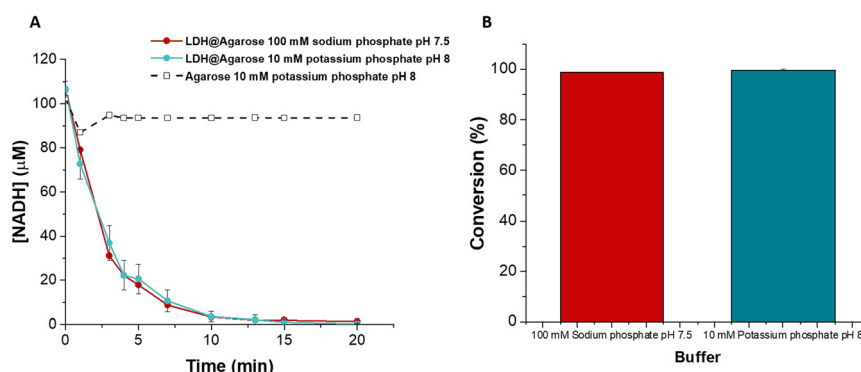 A
LDH@Agarose 100 mM sodium phosphate pH 7.5
LDH@Agarose 10 mM potassium phosphate pH 8
Agarose 10 mM potassium phosphate pH 8
120
100
80
60
40
20
0
[NADH] (μM)
0 5 10 15 20
Time (min)
B
100
80
60
40
20
0
Conversion (%)
100 mM Sodium phosphate pH 7.5 10 mM Potassium phosphate pH 8
Buffer